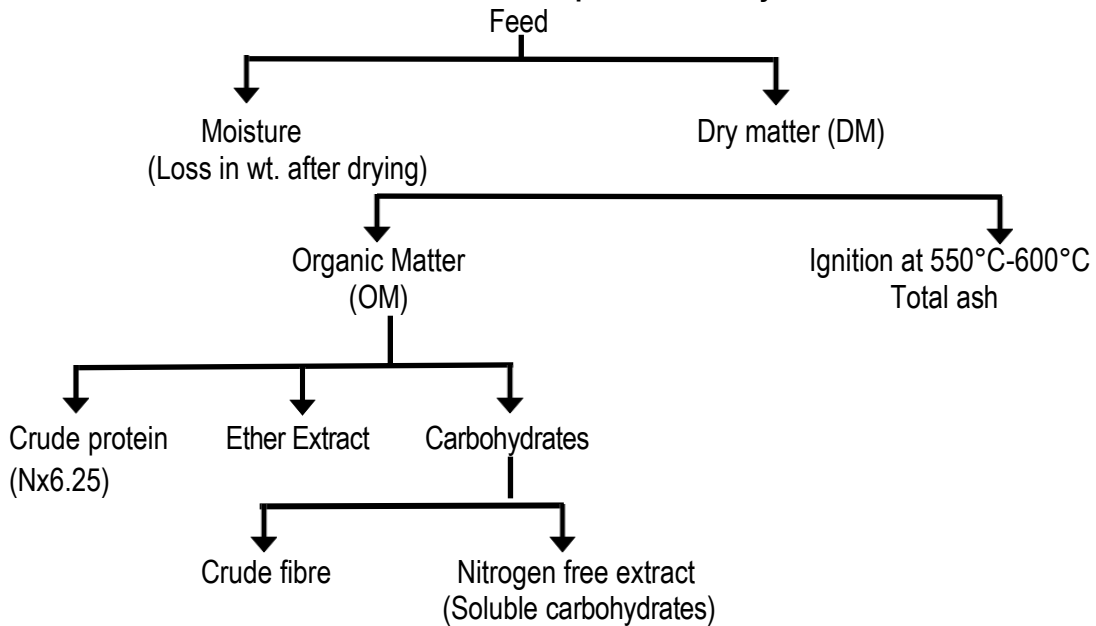 Feed
Moisture
(Loss in wt. after drying)
Dry matter (DM)
Organic Matter
(OM)
Ignition at 550°C-600°C
Total ash
Crude protein
(Nx6.25)
Ether Extract
Carbohydrates
Crude fibre
Nitrogen free extract
(Soluble carbohydrates)